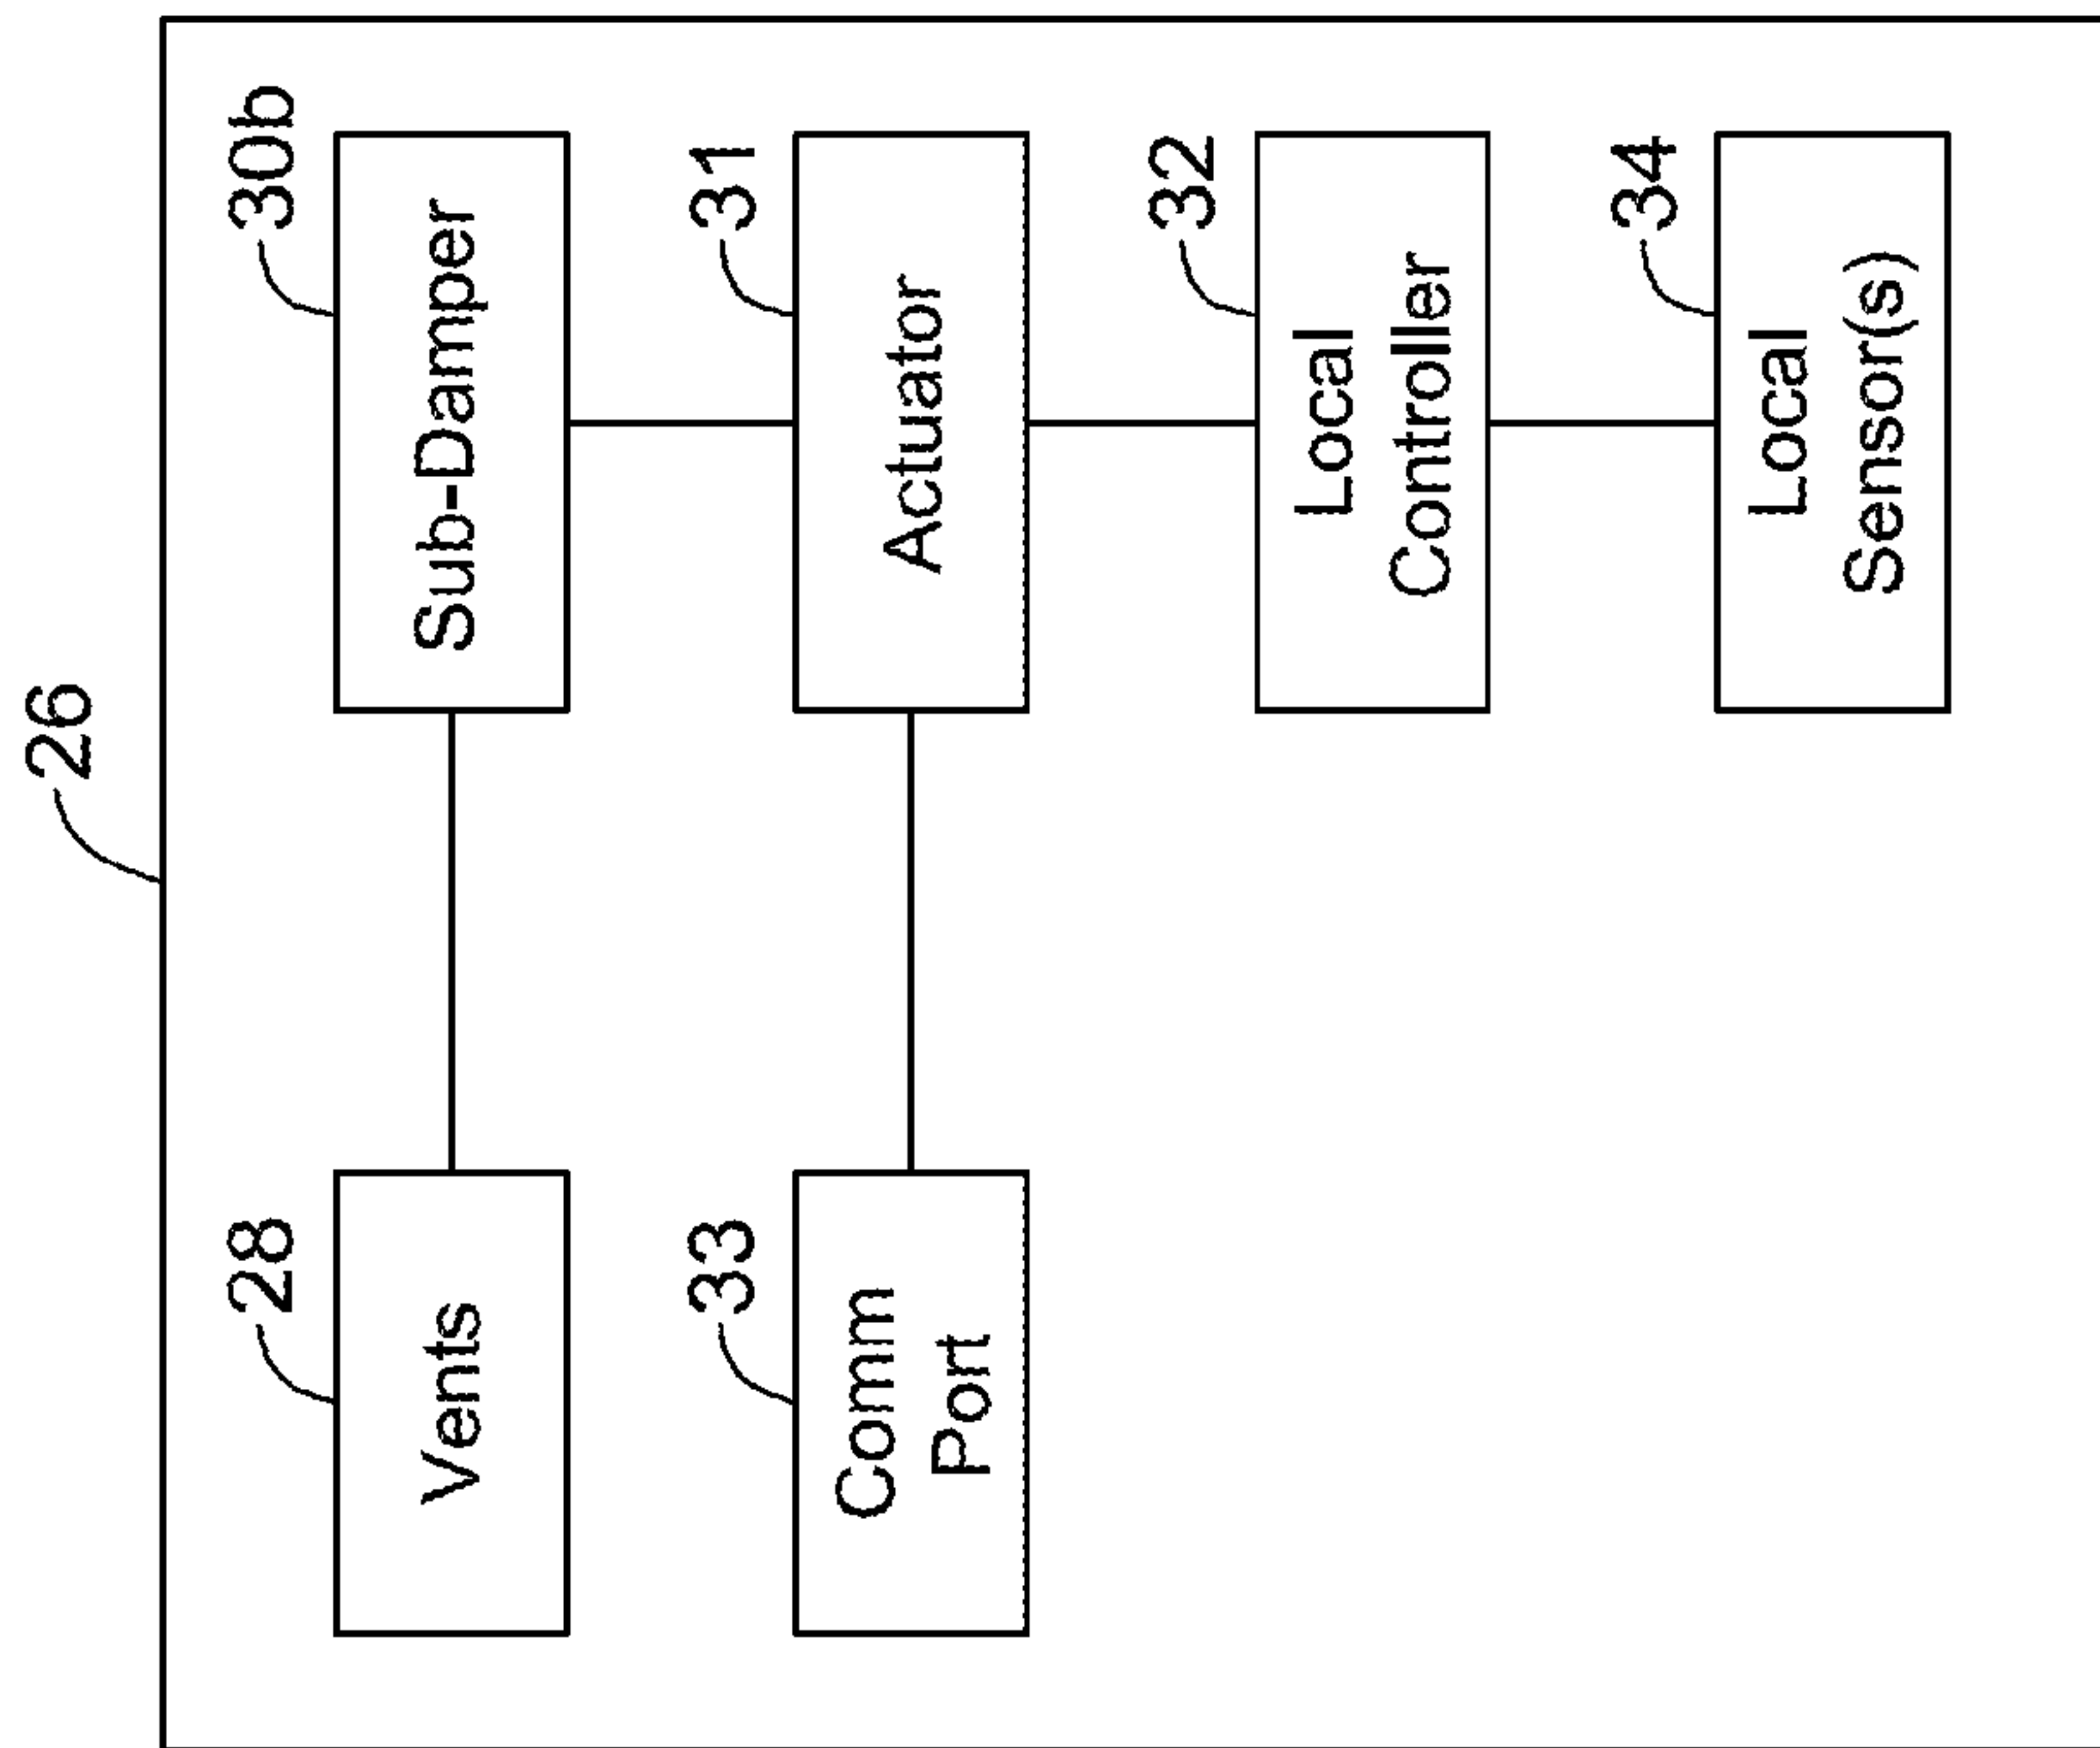 26
28
Vents
30b
Sub-Damper
33
Comm
Port
31
Actuator
32
Local
Controller
34
Local
Sensor(s)